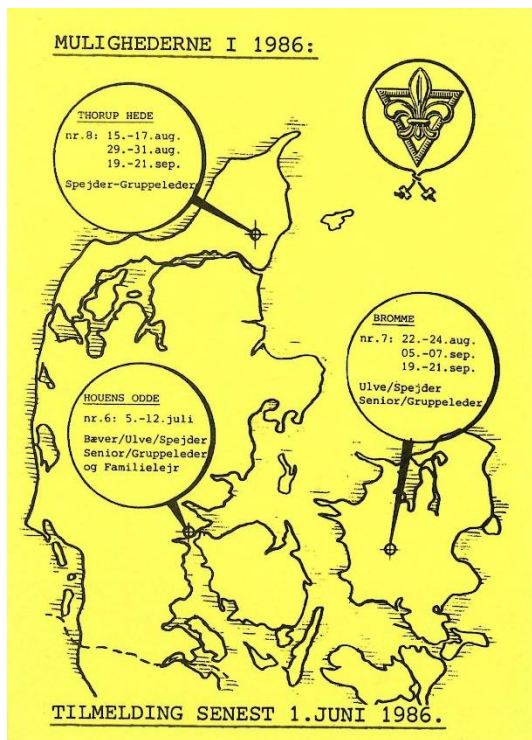 MULIGHEDERNE I 1986:
THORUP HEDE
nr.8: 15.-17.aug.
29.-31.aug.
19.-21.sep.
Spejder-Gruppeleder
BROMME
nr.7: 22.-24.aug.
05.-07.sep.
19.-21.sep.
Ulve/Spejder
Senior/Gruppeleder
HOUENS ODDE
nr.6: 5.-12.juli
Bæver/Ulve/Spejder
Senior/Gruppeleder
og Familielejr
TILMELDING SENEST 1.JUNI 1986.